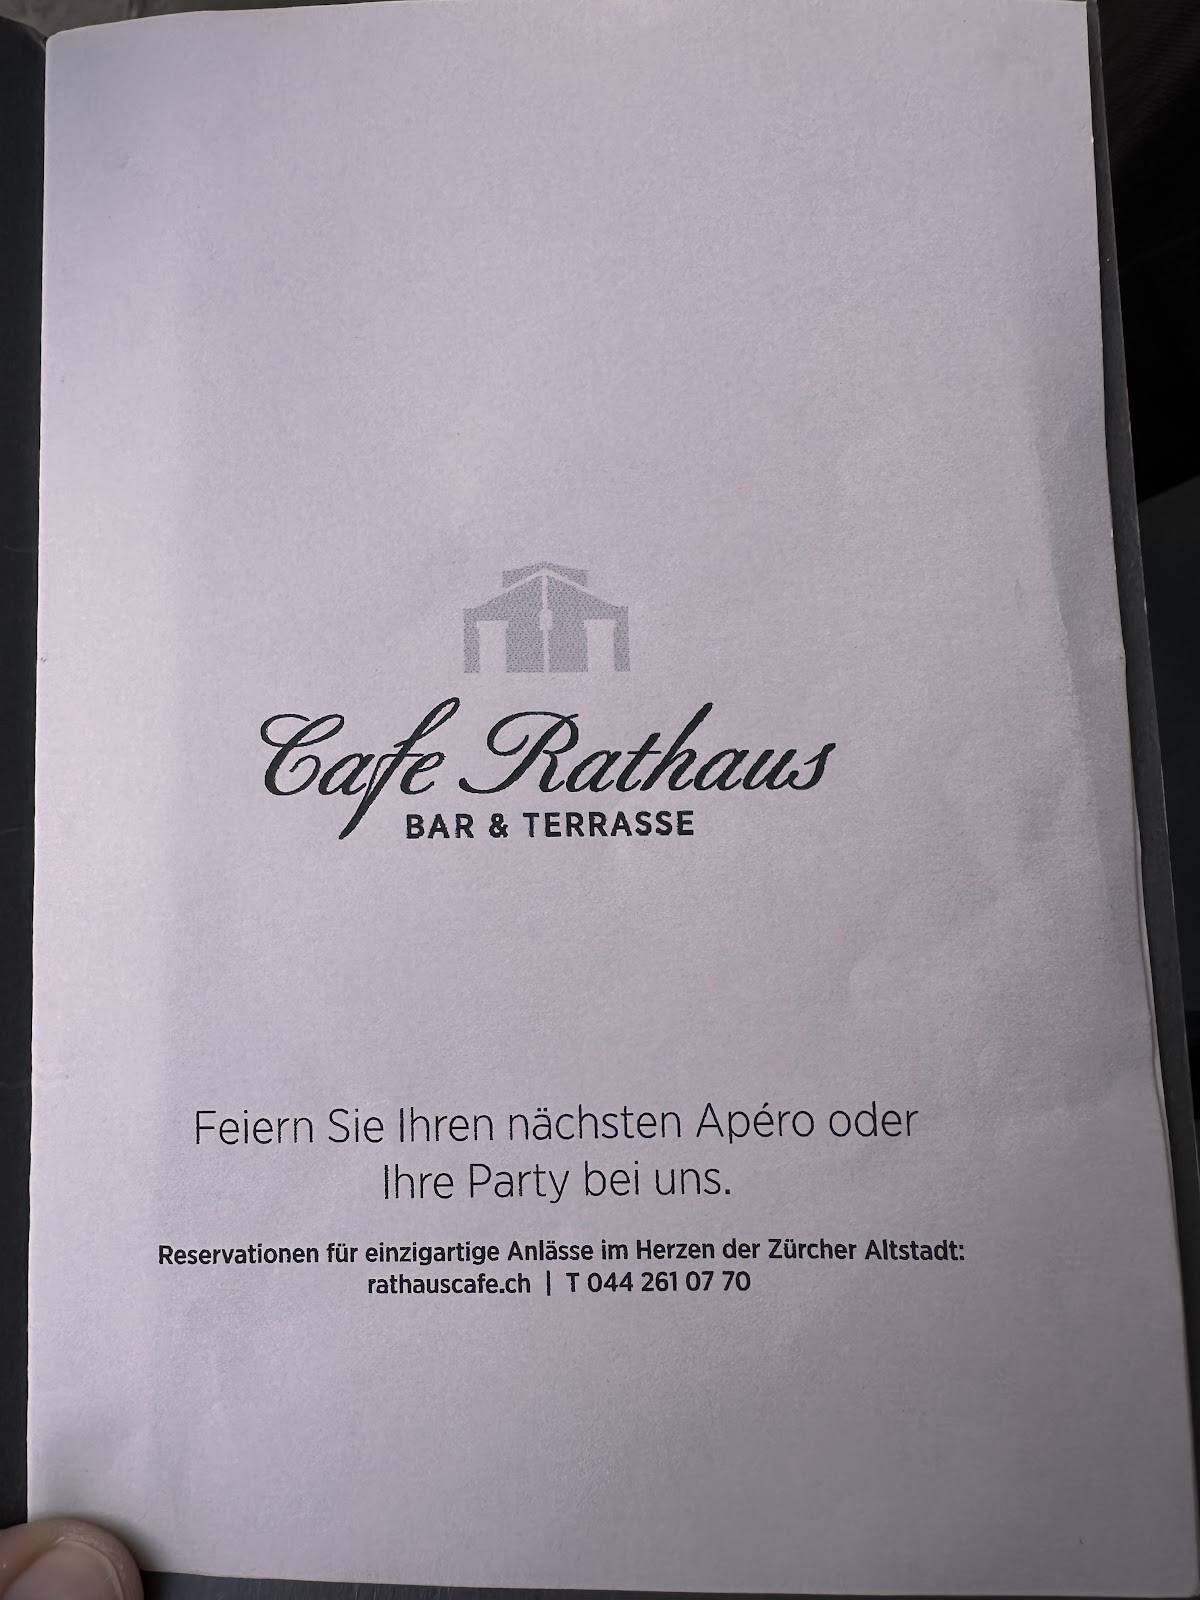 Cafe Rathaus
BAR & TERRASSE
Feiern Sie Ihren nächsten Apéro oder
Ihre Party bei uns.
Reservationen für einzigartige Anlässe im Herzen der Zürcher Altstadt:
rathauscafe.ch | T 044 261 07 70